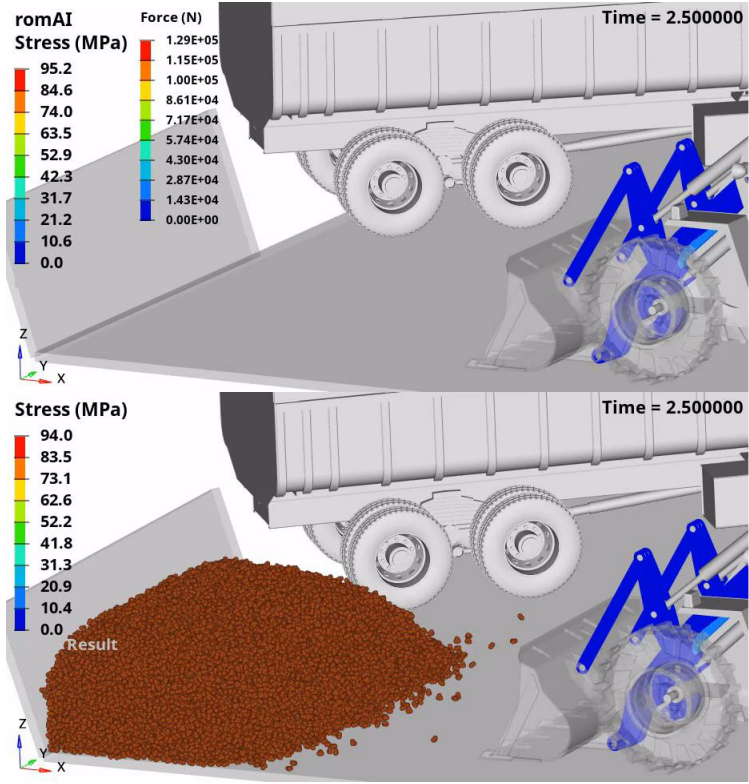 romAI
Stress (MPa)
95.2
84.6
74.0
63.5
52.9
42.3
31.7
21.2
10.6
0.0
Force (N)
1.29E+05
1.15E+05
1.00E+05
8.61E+04
7.17E+04
5.74E+04
4.30E+04
2.87E+04
1.43E+04
0.00E+00
Time = 2.500000
Z
Y
X
Stress (MPa)
94.0
83.5
73.1
62.6
52.2
41.8
31.3
20.9
10.4
0.0
Result
Time = 2.500000
Z
Y
X